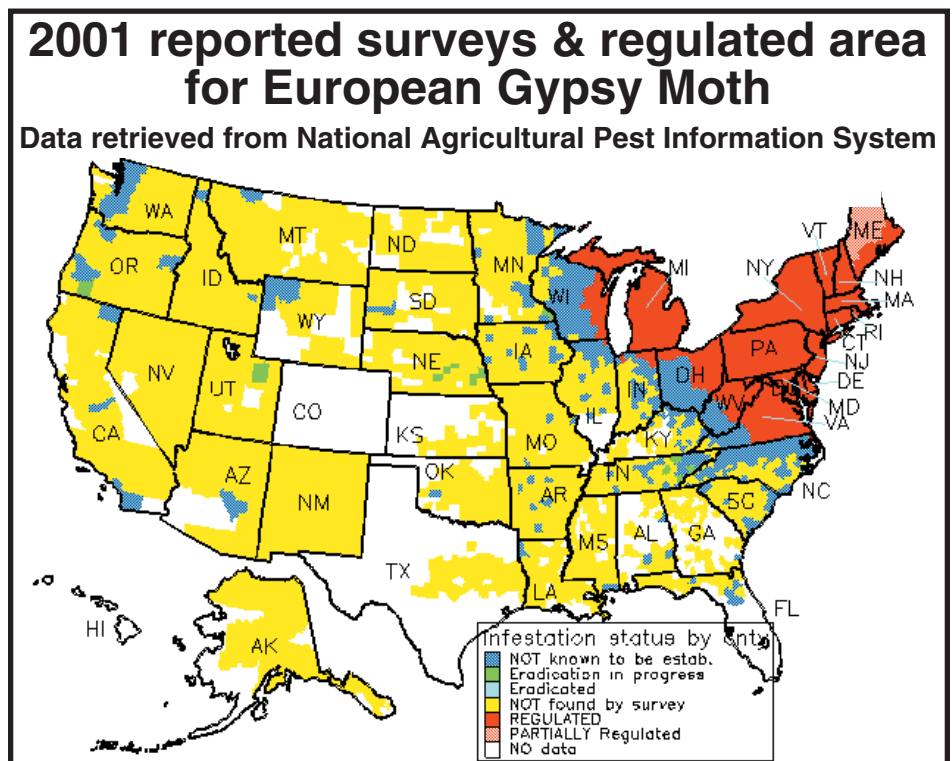 2001 reported surveys & regulated area
for European Gypsy Moth
Data retrieved from National Agricultural Pest Information System
WA
MT
ND
MN
VT
ME
OR
ID
SD
WI
MI
NY
NH
MA
WY
IA
NE
PA
RI
CT
NJ
NV
UT
CO
IL
IN
OH
WV
DE
MD
VA
CA
KS
MO
KY
AZ
NM
OK
AR
TN
NC
SC
MS
AL
GA
TX
LA
FL
HI
AK
Infestation status by cnty
NOT known to be estab.
Eradication in progress
Eradicated
NOT found by survey
REGULATED
PARTIALLY Regulated
NO data